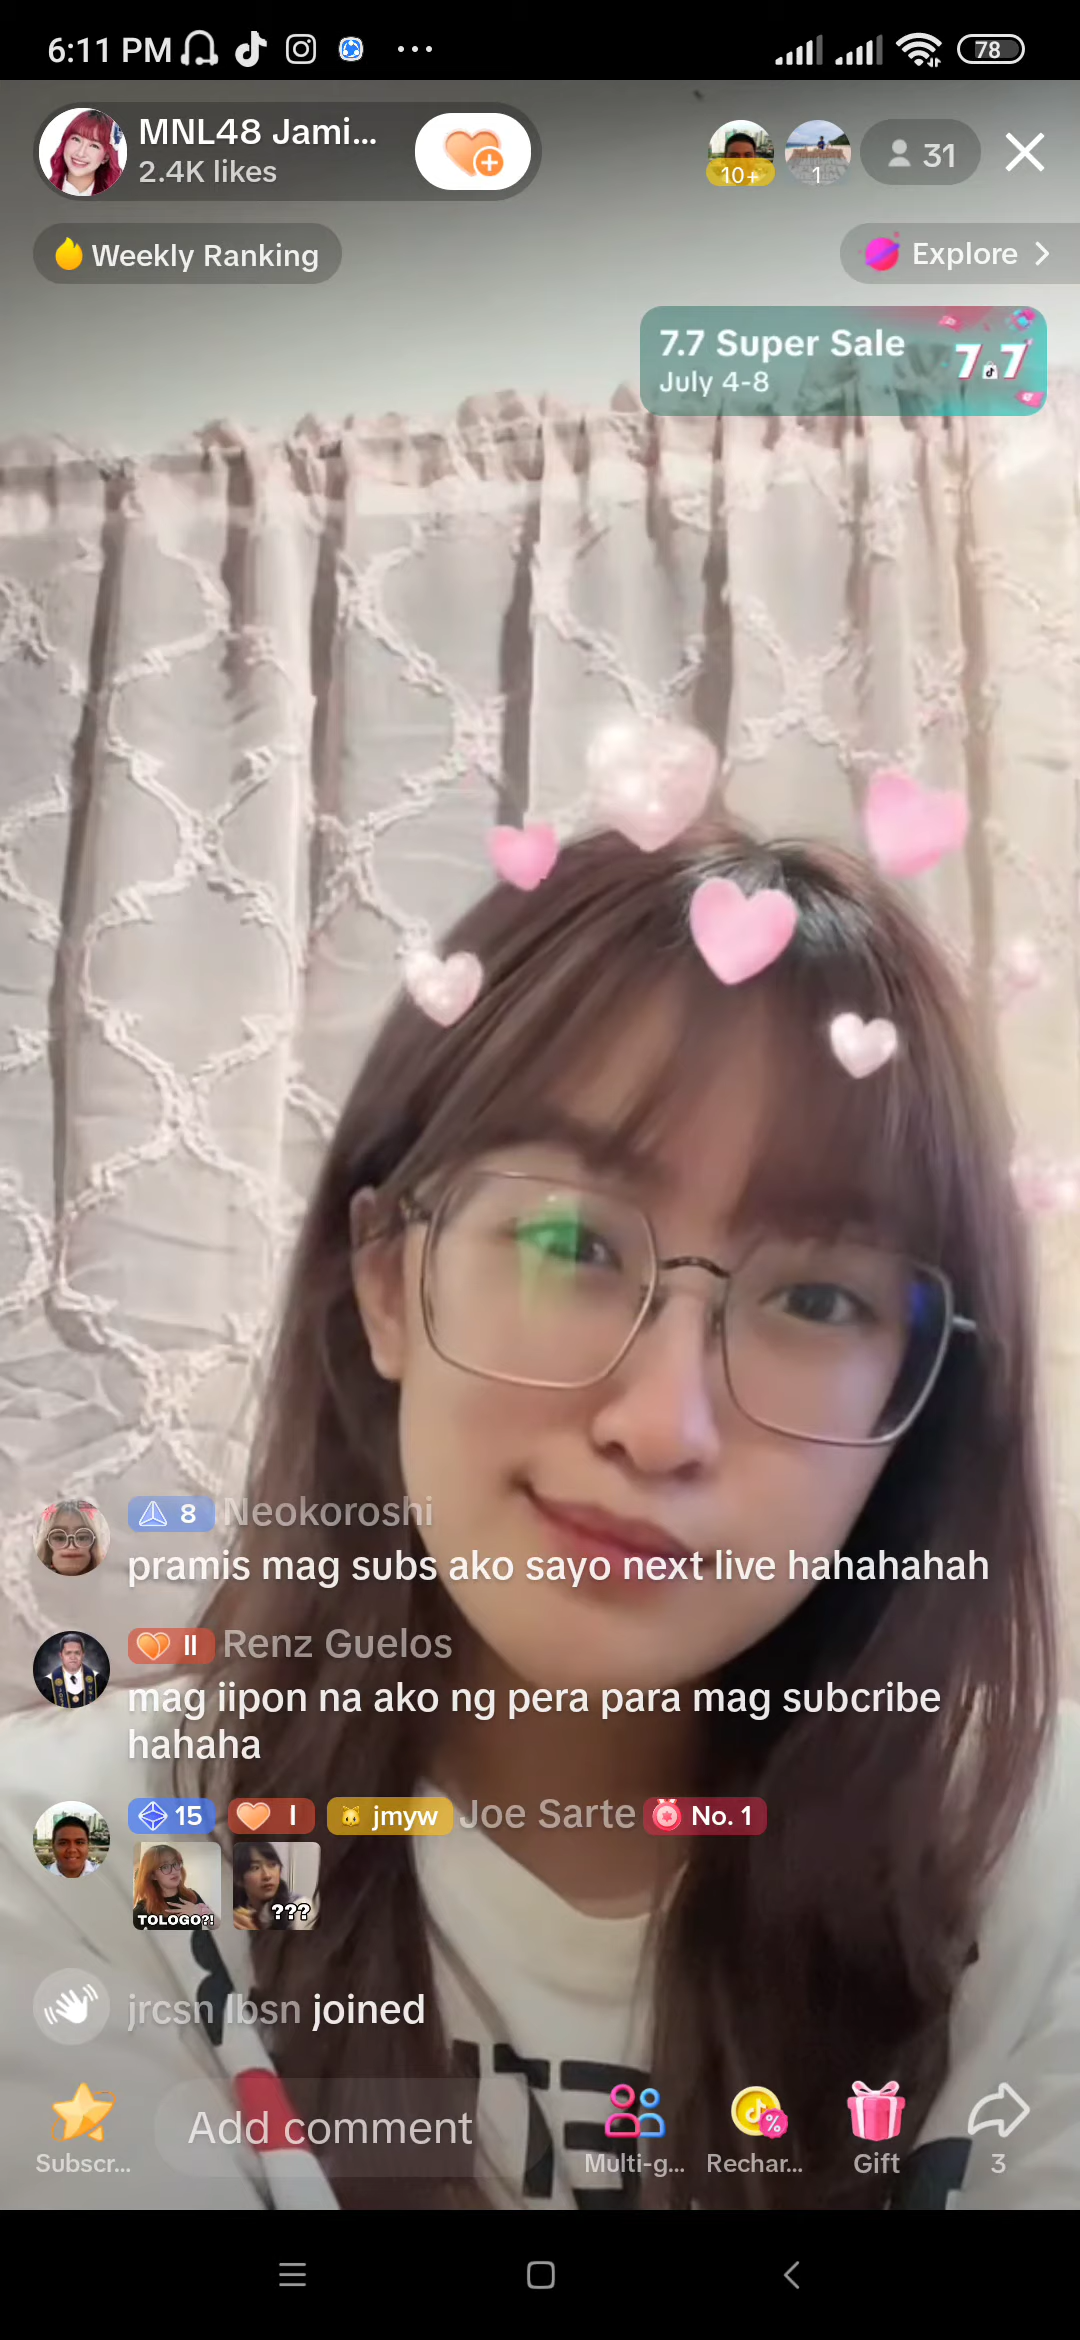 6:11 PM
78
MNL48 Jami...
2.4K likes
10+
1
31
Weekly Ranking
Explore
7.7 Super Sale
July 4-8
7.7
8 Neokoroshi
pramis mag subs ako sayo next live hahahahah
II Renz Guelos
mag iipon na ako ng pera para mag subcribe
hahaha
15 I jmyw Joe Sarte No. 1
TOLOGO?!
???
jrcsn lbsn joined
Add comment
Subscr...
Multi-g...
Rechar...
Gift
3